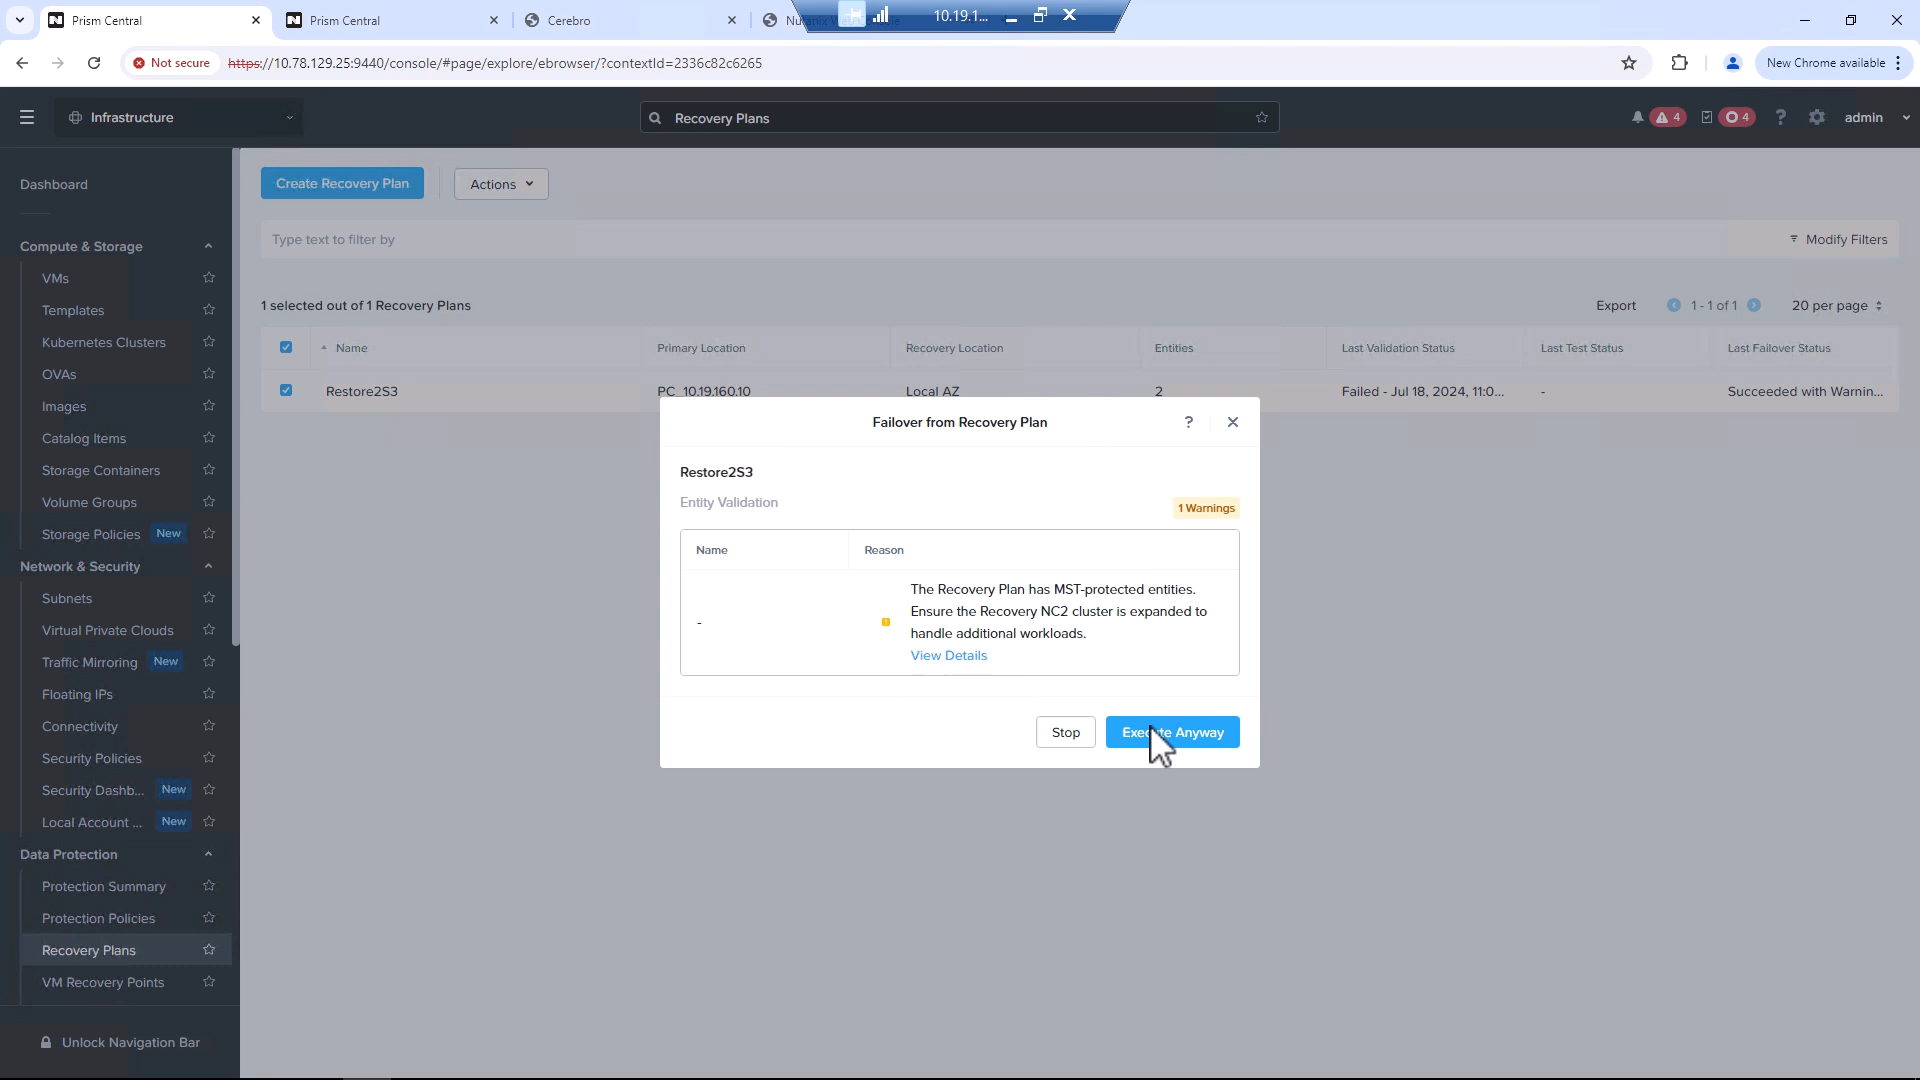 Prism Central
Prism Central
Cerebro
10.19.1...
Not secure
https://10.78.129.25:9440/console/#page/explore/ebrowser/?contextId=2336c82c6265
New Chrome available
Infrastructure
Recovery Plans
4
4
admin
Dashboard
Compute & Storage
VMs
Templates
Kubernetes Clusters
OVAs
Images
Catalog Items
Storage Containers
Volume Groups
Storage Policies New
Network & Security
Subnets
Virtual Private Clouds
Traffic Mirroring New
Floating IPs
Connectivity
Security Policies
Security Dashb... New
Local Account ... New
Data Protection
Protection Summary
Protection Policies
Recovery Plans
VM Recovery Points
Unlock Navigation Bar
Create Recovery Plan
Actions
Type text to filter by
Modify Filters
1 selected out of 1 Recovery Plans
Export
1 - 1 of 1
20 per page
Name Primary Location Recovery Location Entities Last Validation Status Last Test Status Last Failover Status
Restore2S3 PC_10.19.160.10 Local AZ 2 Failed - Jul 18, 2024, 11:0... - Succeeded with Warnin...
Failover from Recovery Plan
?
Restore2S3
Entity Validation
1 Warnings
Name Reason
-
The Recovery Plan has MST-protected entities.
Ensure the Recovery NC2 cluster is expanded to
handle additional workloads.
View Details
Stop
Execute Anyway